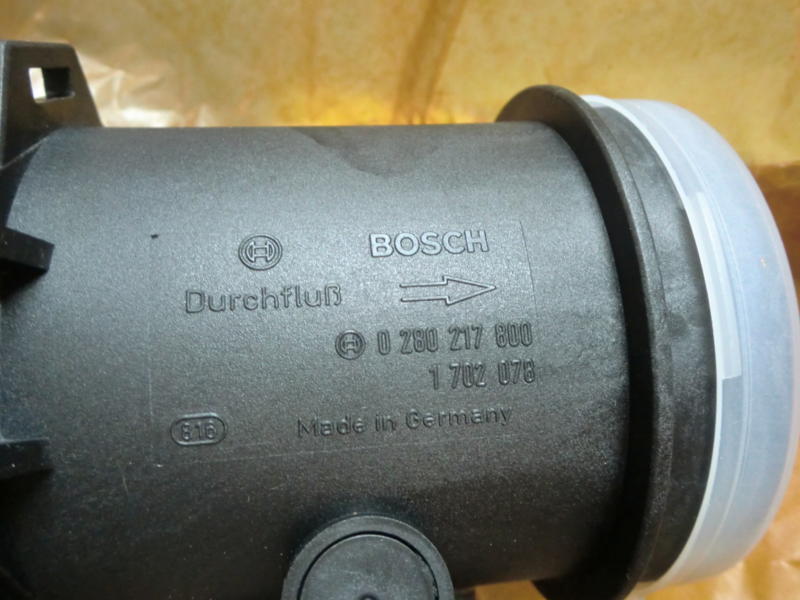 BOSCH
Durchfluß
0 280 217 800
1 702 078
Made in Germany
816